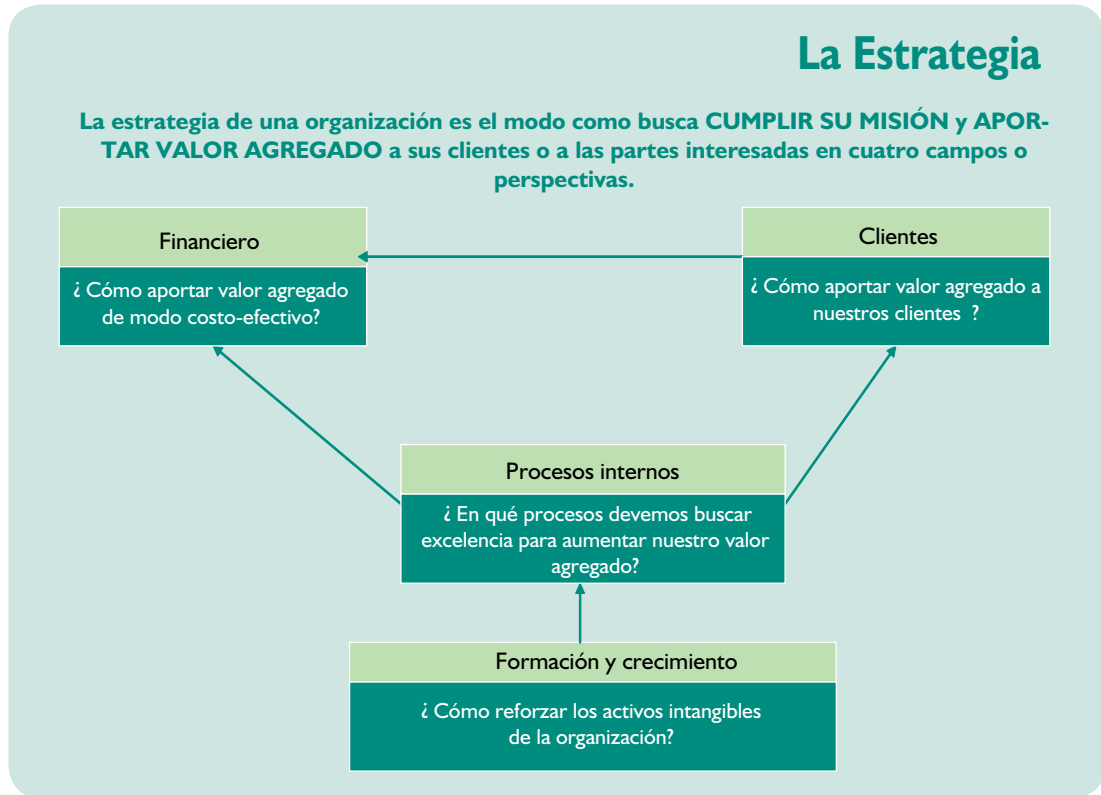 La Estrategia
La estrategia de una organización es el modo como busca CUMPLIR SU MISIÓN y APOR-
TAR VALOR AGREGADO a sus clientes o a las partes interesadas en cuatro campos o
perspectivas.
Financiero
¿ Cómo aportar valor agregado
de modo costo-efectivo?
Clientes
¿ Cómo aportar valor agregado a
nuestros clientes ?
Procesos internos
¿ En qué procesos devemos buscar
excelencia para aumentar nuestro valor
agregado?
Formación y crecimiento
¿ Cómo reforzar los activos intangibles
de la organización?